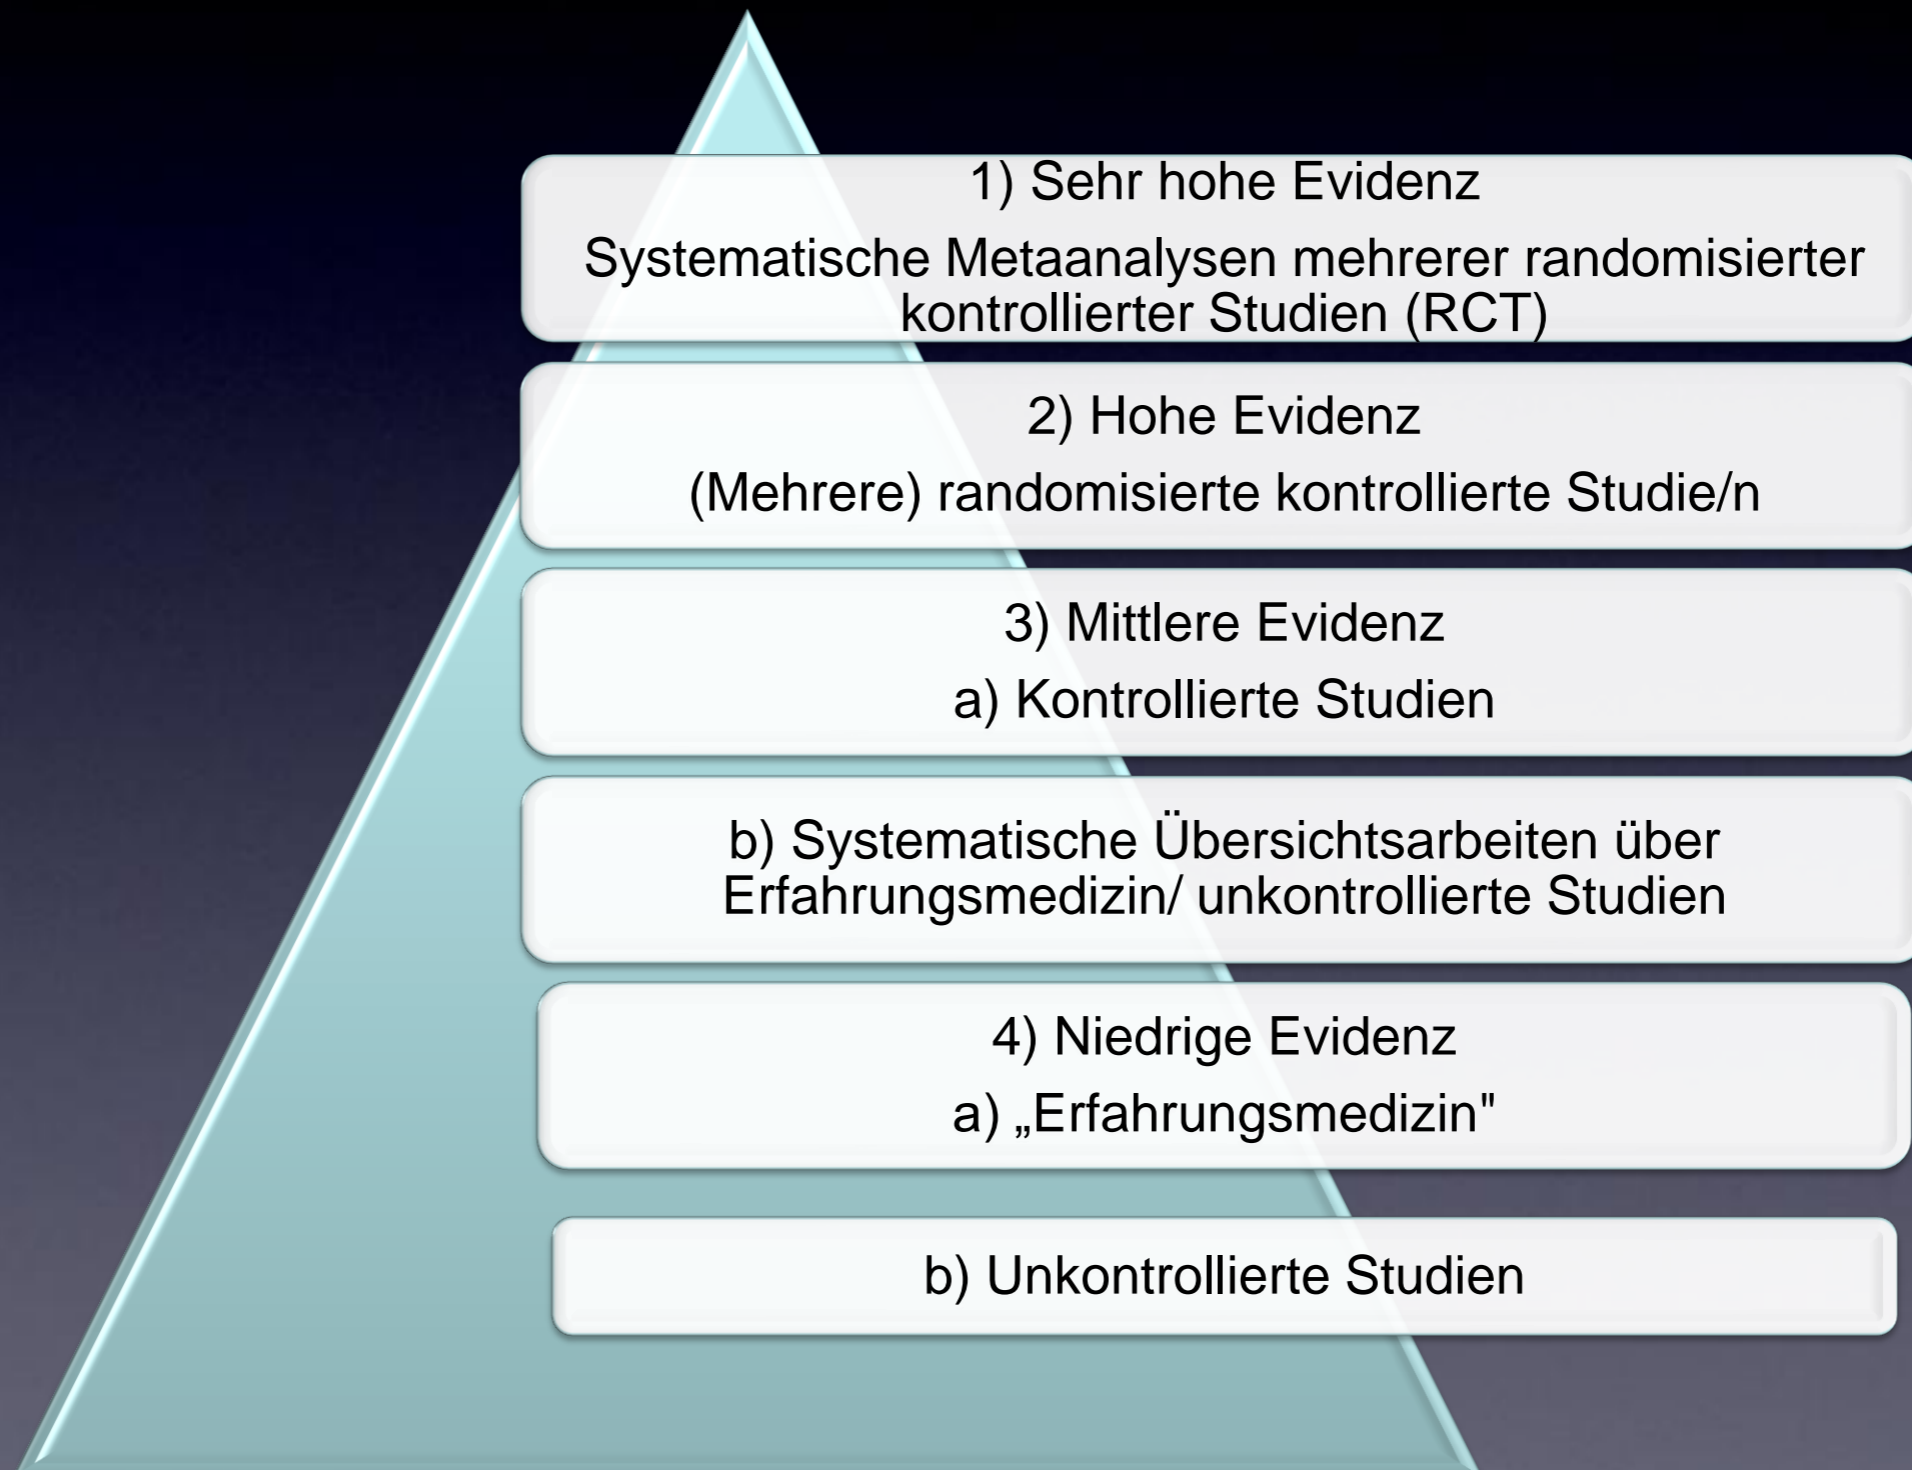 1) Sehr hohe Evidenz
Systematische Metaanalysen mehrerer randomisierter
kontrollierter Studien (RCT)
2) Hohe Evidenz
(Mehrere) randomisierte kontrollierte Studie/n
3) Mittlere Evidenz
a) Kontrollierte Studien
b) Systematische Übersichtsarbeiten über
Erfahrungsmedizin/ unkontrollierte Studien
4) Niedrige Evidenz
a) „Erfahrungsmedizin"
b) Unkontrollierte Studien